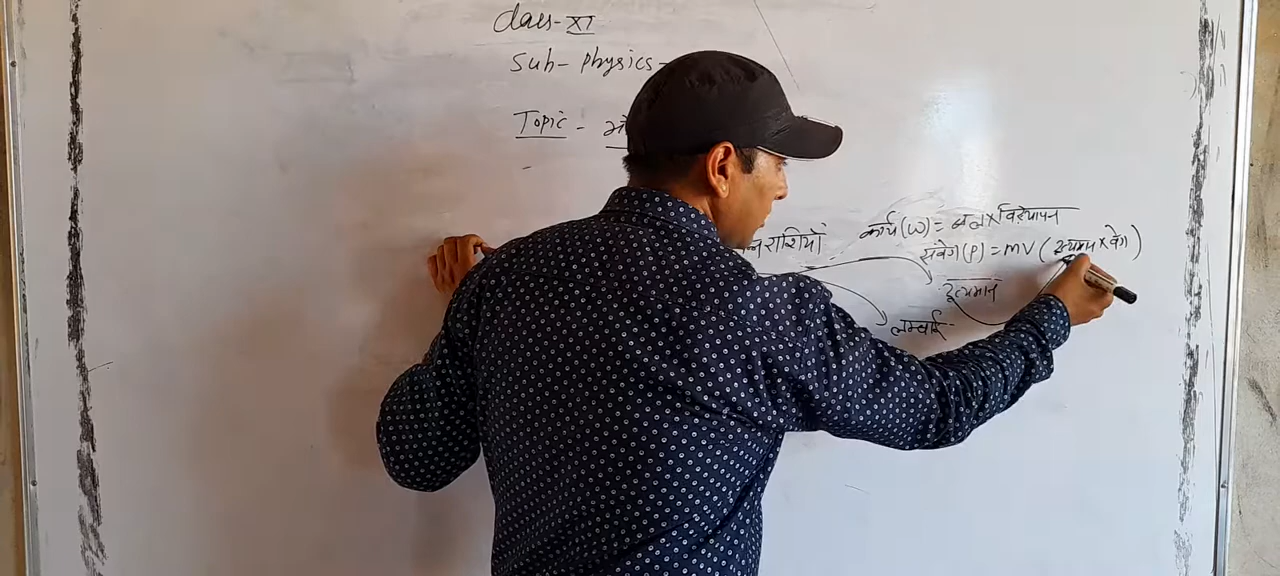 Class-XI
Sub-Physics-
Topic -
राशियों
कार्य (W) = बल × विस्थापन
संवेग (P) = MV (द्रव्यमान × वेग)
द्रव्यमान
लम्बाई